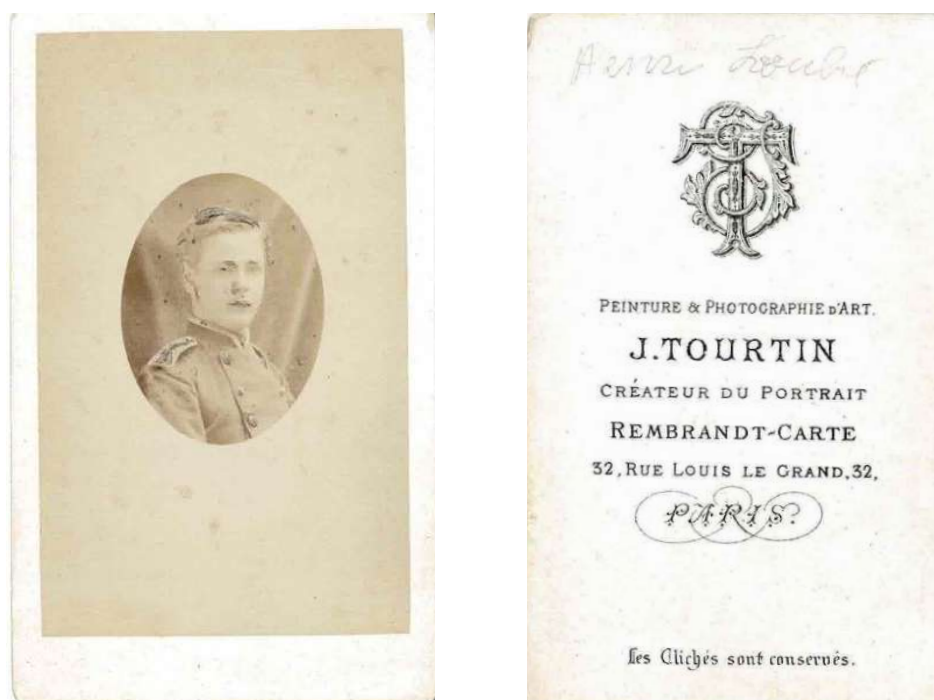 Henri Loubé
PEINTURE & PHOTOGRAPHIE D'ART.
J. TOURTIN
CRÉATEUR DU PORTRAIT
REMBRANDT-CARTE
32, RUE LOUIS LE GRAND, 32,
PARIS
Les Clichés sont conservés.